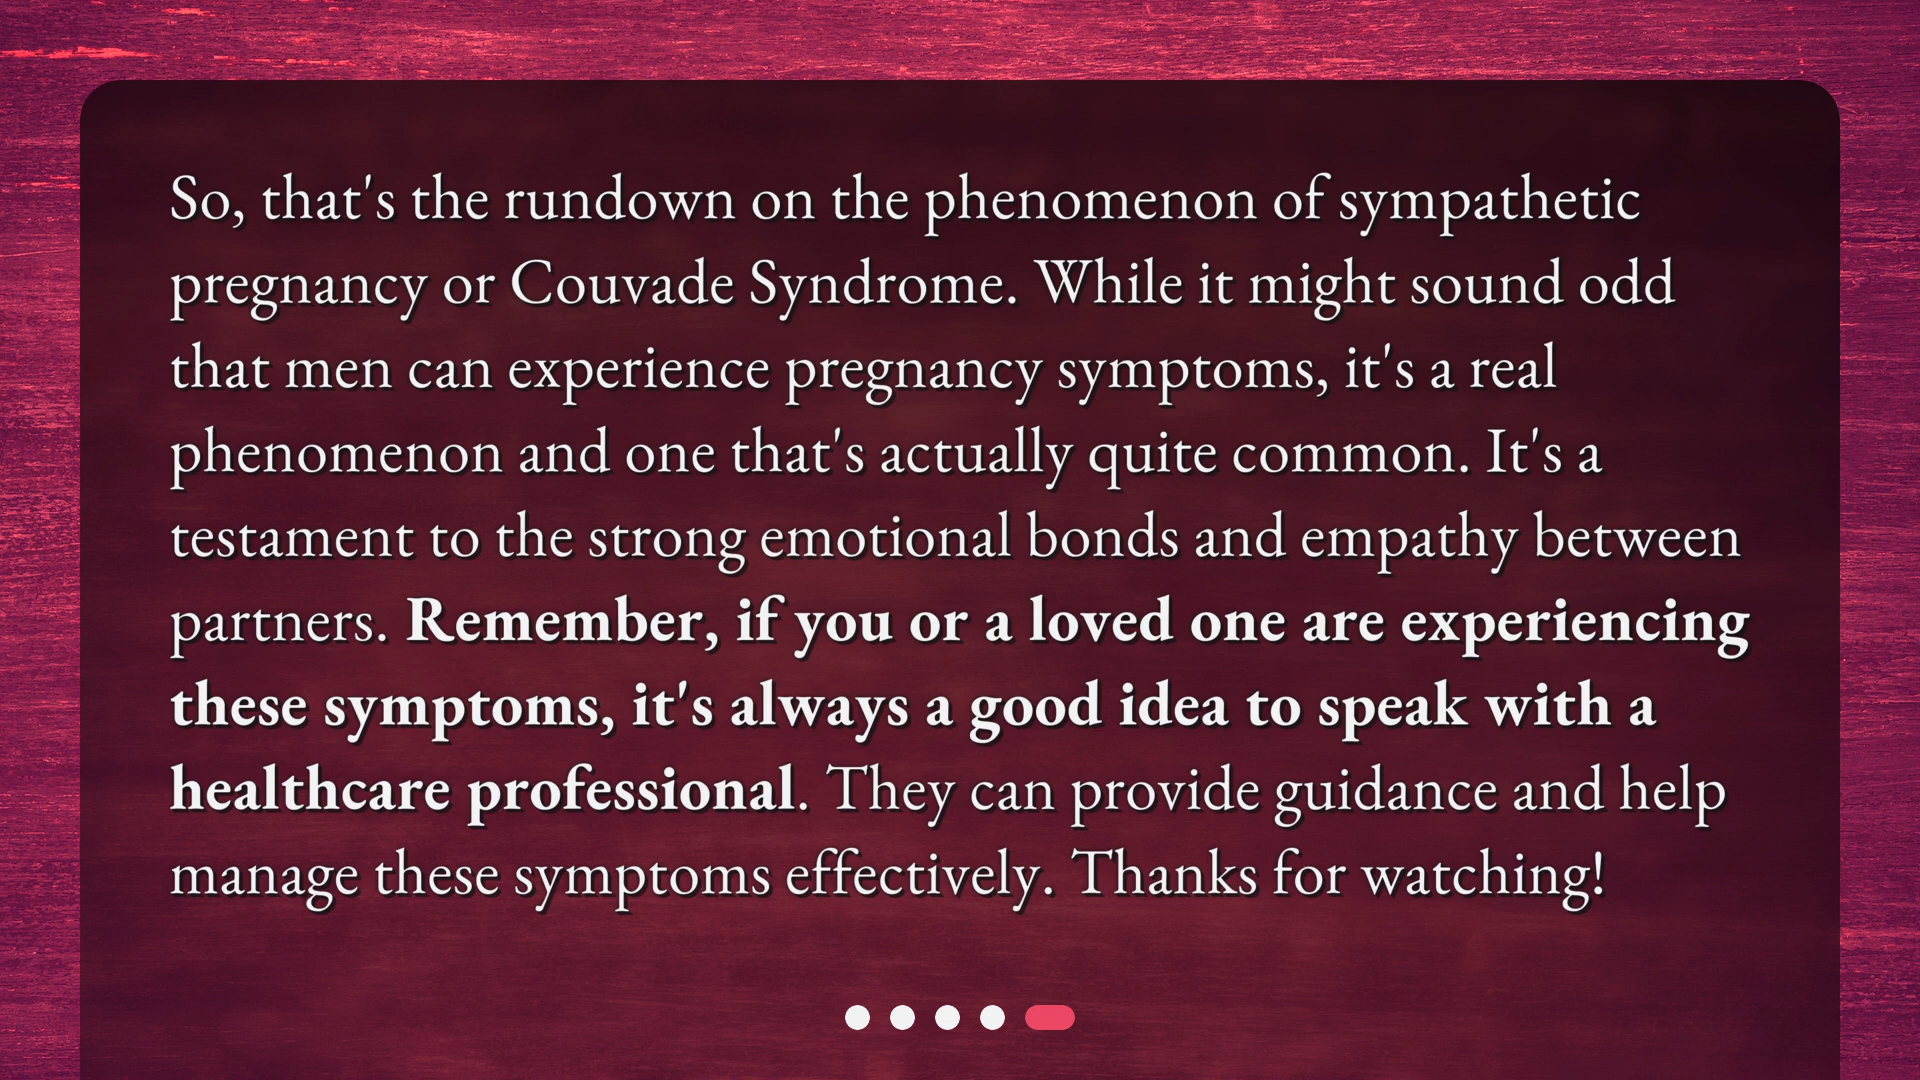 So, that's the rundown on the phenomenon of sympathetic
pregnancy or Couvade Syndrome. While it might sound odd
that men can experience pregnancy symptoms, it's a real
phenomenon and one that's actually quite common. It's a
testament to the strong emotional bonds and empathy between
partners. Remember, if you or a loved one are experiencing
these symptoms, it's always a good idea to speak with a
healthcare professional. They can provide guidance and help
manage these symptoms effectively. Thanks for watching!